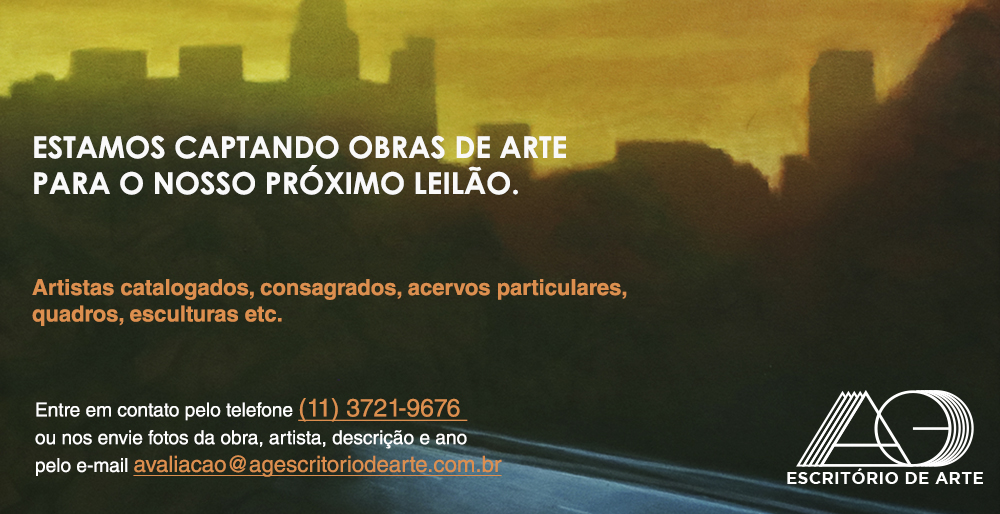 ESTAMOS CAPTANDO OBRAS DE ARTE
PARA O NOSSO PRÓXIMO LEILÃO.
Artistas catalogados, consagrados, acervos particulares,
quadros, esculturas etc.
Entre em contato pelo telefone (11) 3721-9676
ou nos envie fotos da obra, artista, descrição e ano
pelo e-mail avaliacao@agescritoriodearte.com.br
AG
ESCRITÓRIO DE ARTE